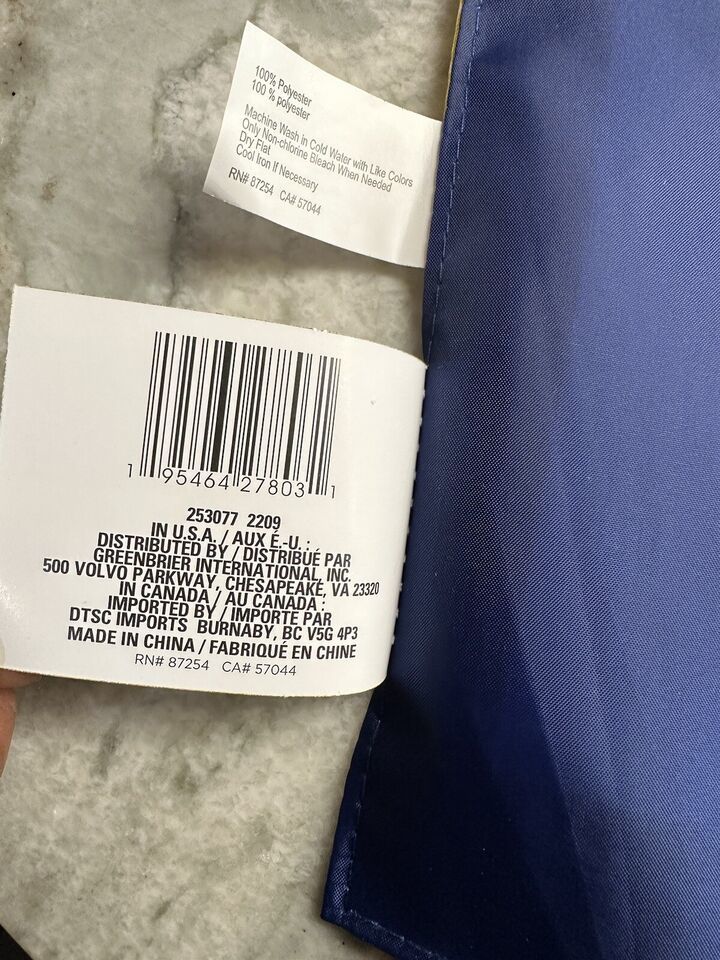 100% Polyester
100 % polyester
Machine Wash in Cold Water with Like Colors
Only Non-chlorine Bleach When Needed
Dry Flat
Cool Iron If Necessary
RN# 87254 CA# 57044
1 95464 27803 1
253077 2209
IN U.S.A. / AUX É.-U. :
DISTRIBUTED BY / DISTRIBUÉ PAR
GREENBRIER INTERNATIONAL, INC.
500 VOLVO PARKWAY, CHESAPEAKE, VA 23320
IN CANADA / AU CANADA :
IMPORTED BY / IMPORTÉ PAR
DTSC IMPORTS BURNABY, BC V5G 4P3
MADE IN CHINA / FABRIQUÉ EN CHINE
RN# 87254 CA# 57044